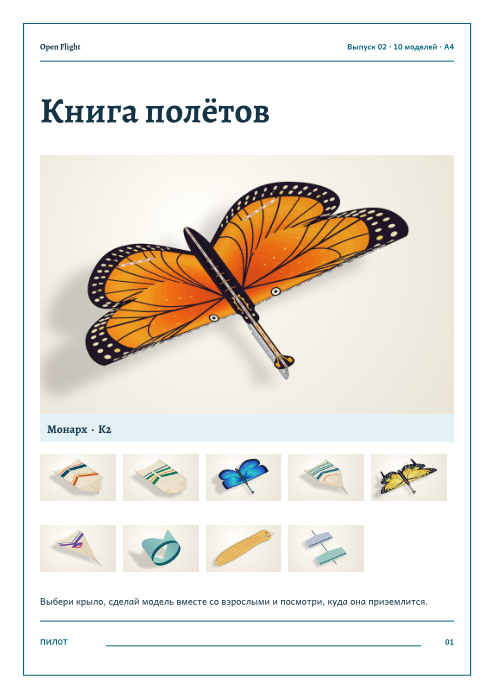 Open Flight
Выпуск 02 · 10 моделей · A4
Книга полётов
Монарх · K2
Выбери крыло, сделай модель вместе со взрослыми и посмотри, куда она приземлится.
ПИЛОТ
01